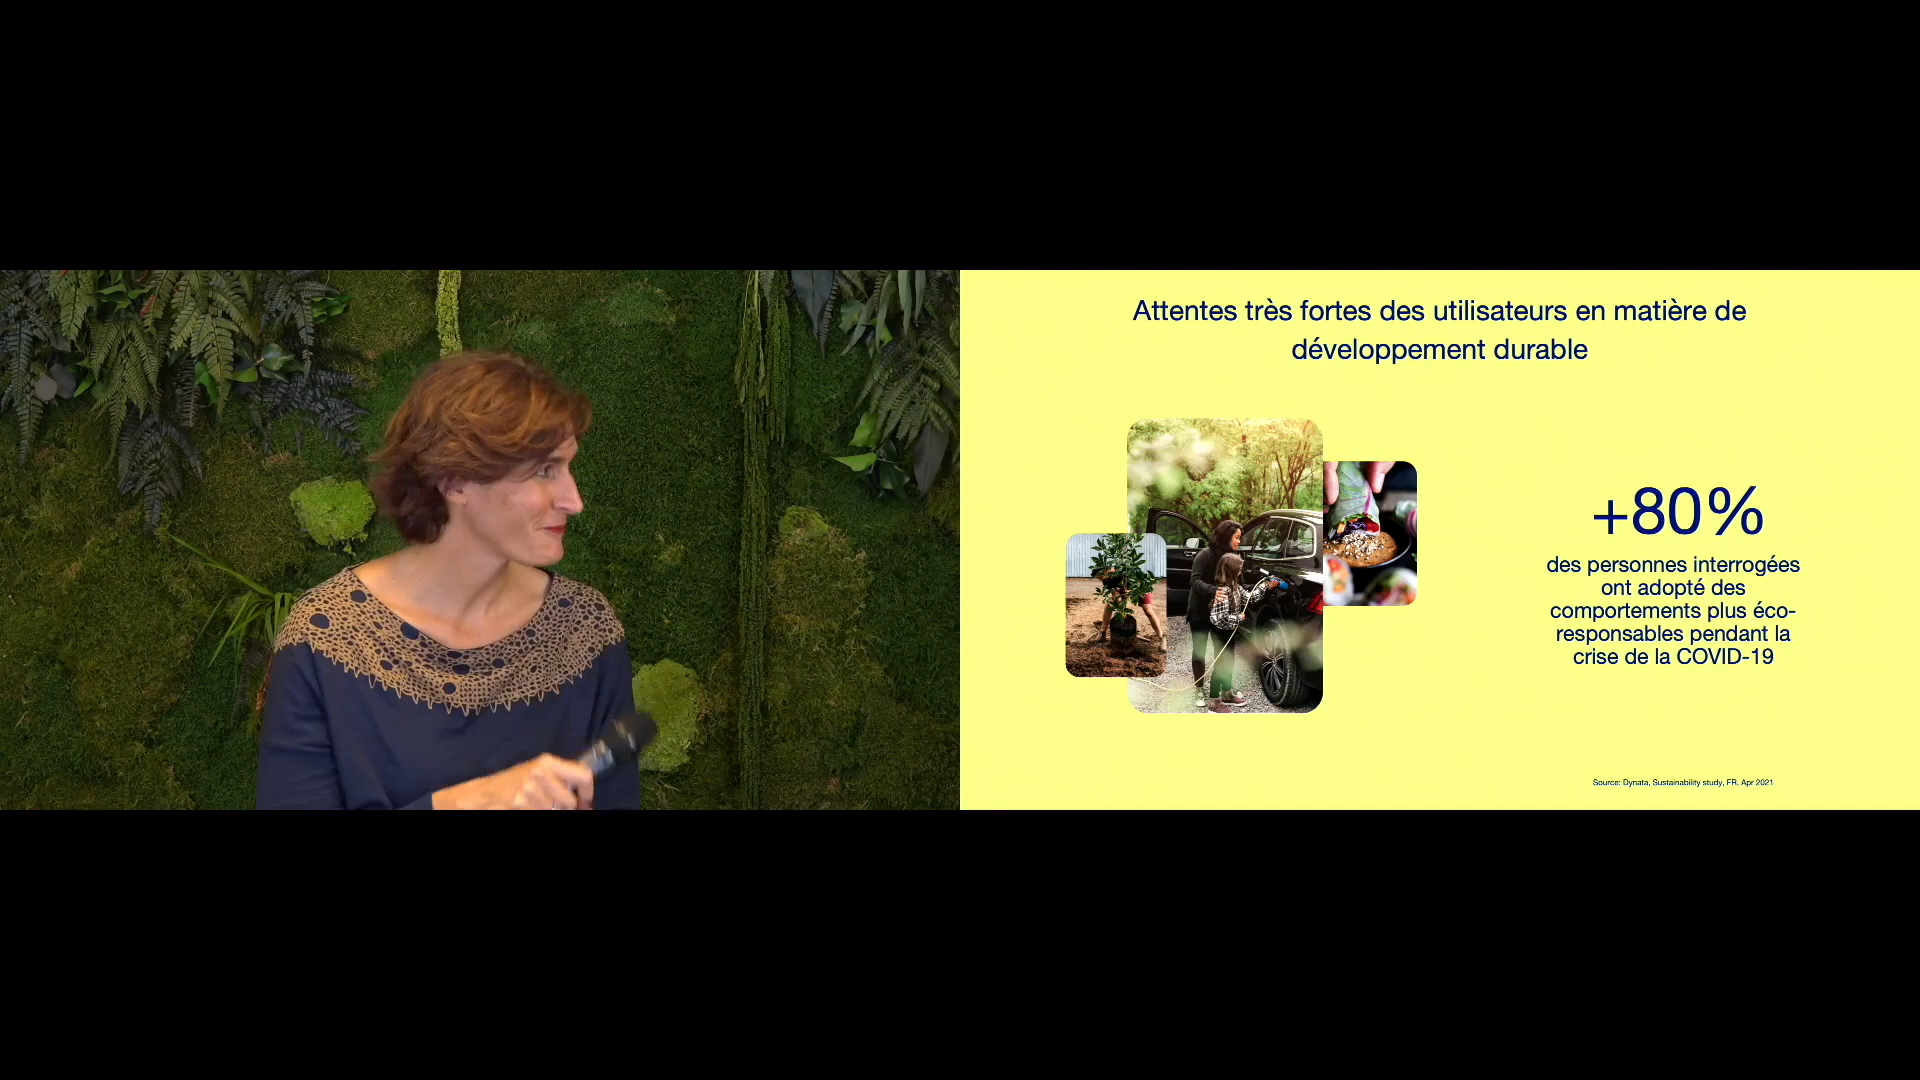 Attentes très fortes des utilisateurs en matière de
développement durable
+80%
des personnes interrogées
ont adopté des
comportements plus éco-
responsables pendant la
crise de la COVID-19
Source: Dynata, Sustainability study, FR, Apr 2021